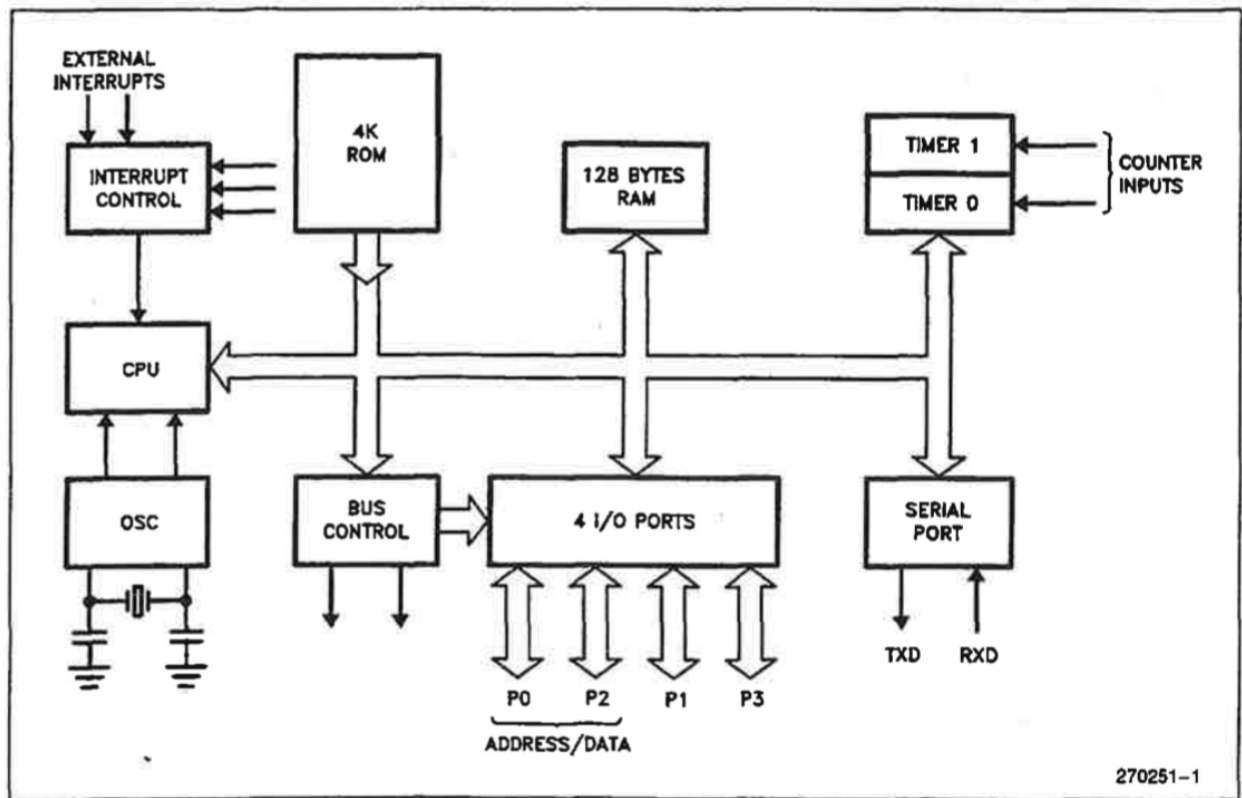 EXTERNAL
INTERRUPTS
INTERRUPT
CONTROL
4K
ROM
128 BYTES
RAM
TIMER 1
TIMER 0
COUNTER
INPUTS
CPU
OSC
BUS
CONTROL
4 I/O PORTS
SERIAL
PORT
TXD RXD
P0 P2 P1 P3
ADDRESS/DATA
270251-1